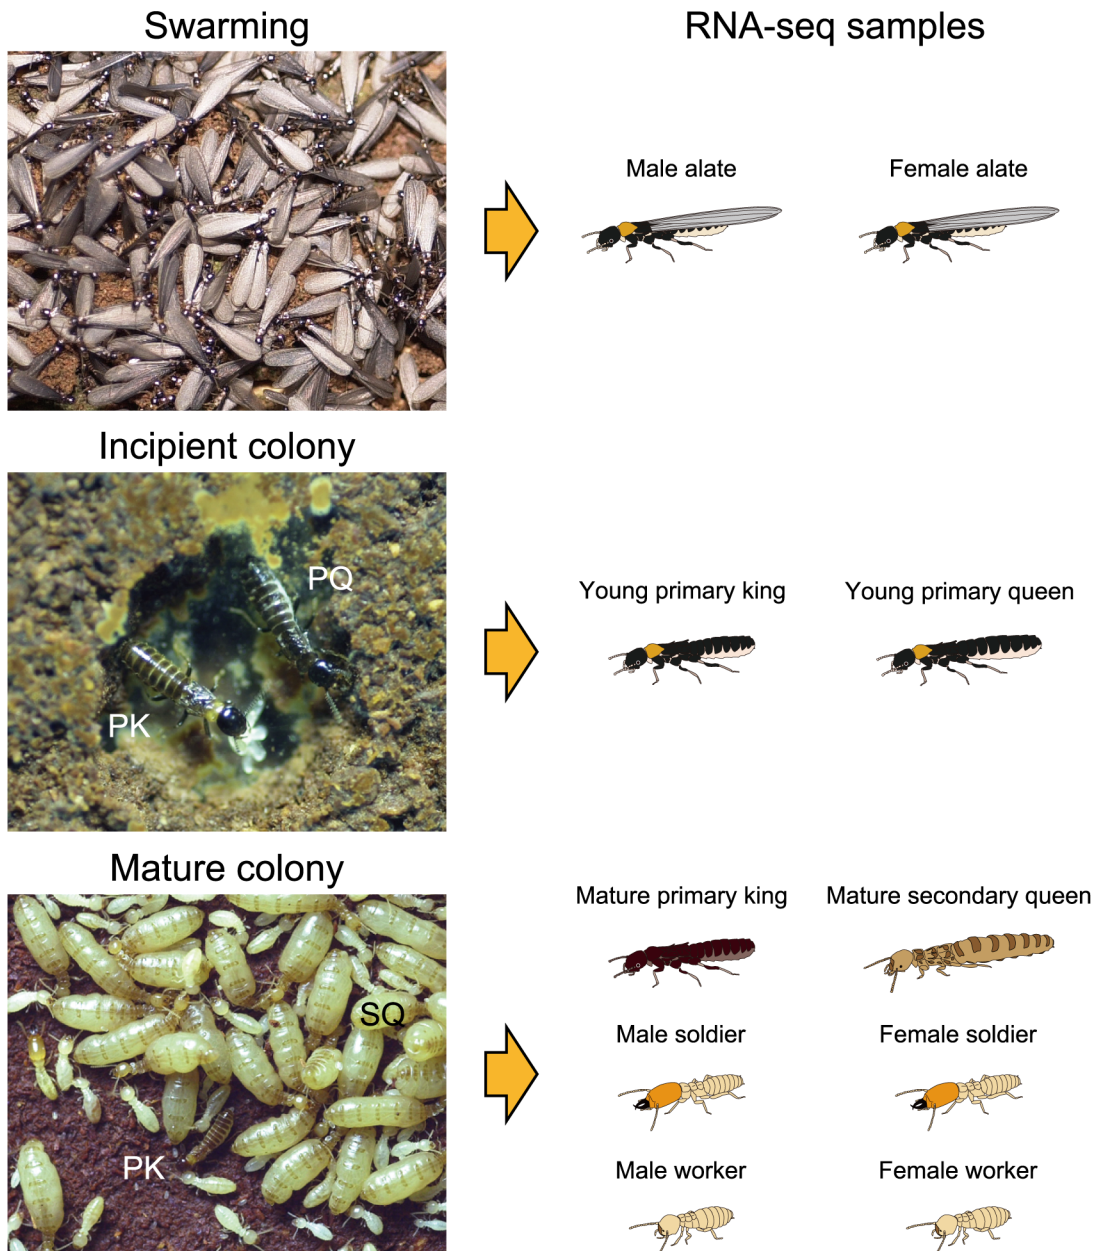 Swarming
RNA-seq samples
Male alate
Female alate
Incipient colony
PQ
PK
Young primary king
Young primary queen
Mature colony
SQ
PK
Mature primary king
Mature secondary queen
Male soldier
Female soldier
Male worker
Female worker